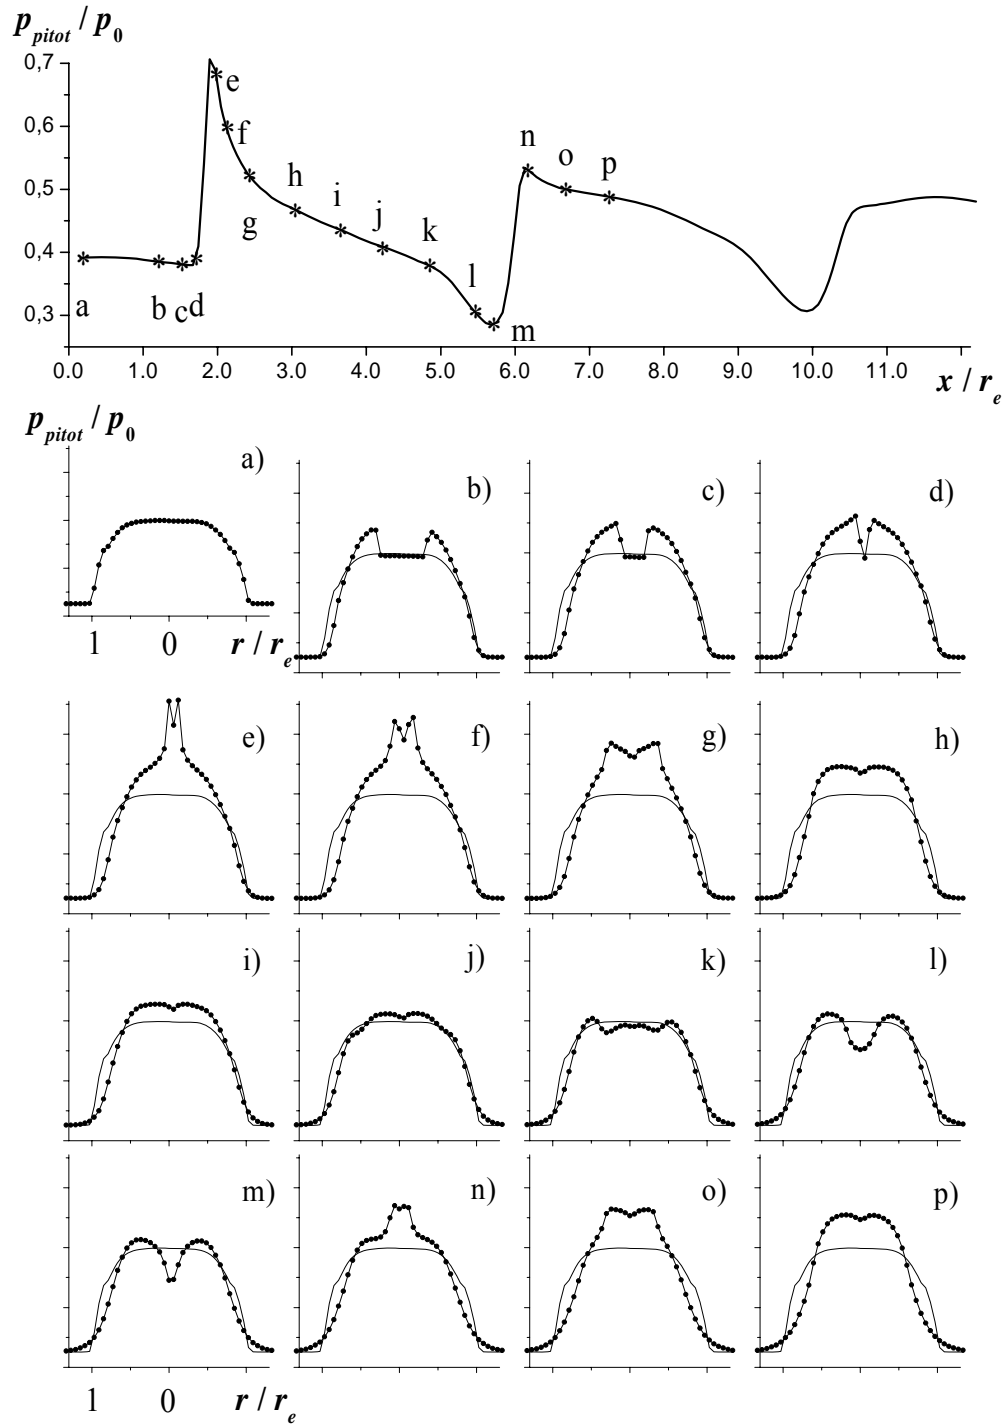 p_pitot / p_0
0,7
e
0,6
f
n
o
p
0,5
h
i
g
j
k
0,4
l
a
b
c
d
0,3
m
0.0 1.0 2.0 3.0 4.0 5.0 6.0 7.0 8.0 9.0 10.0 11.0
x / r_e
p_pitot / p_0
a)
b)
c)
d)
1 0 r / r_e
e)
f)
g)
h)
i)
j)
k)
l)
m)
n)
o)
p)
1 0 r / r_e